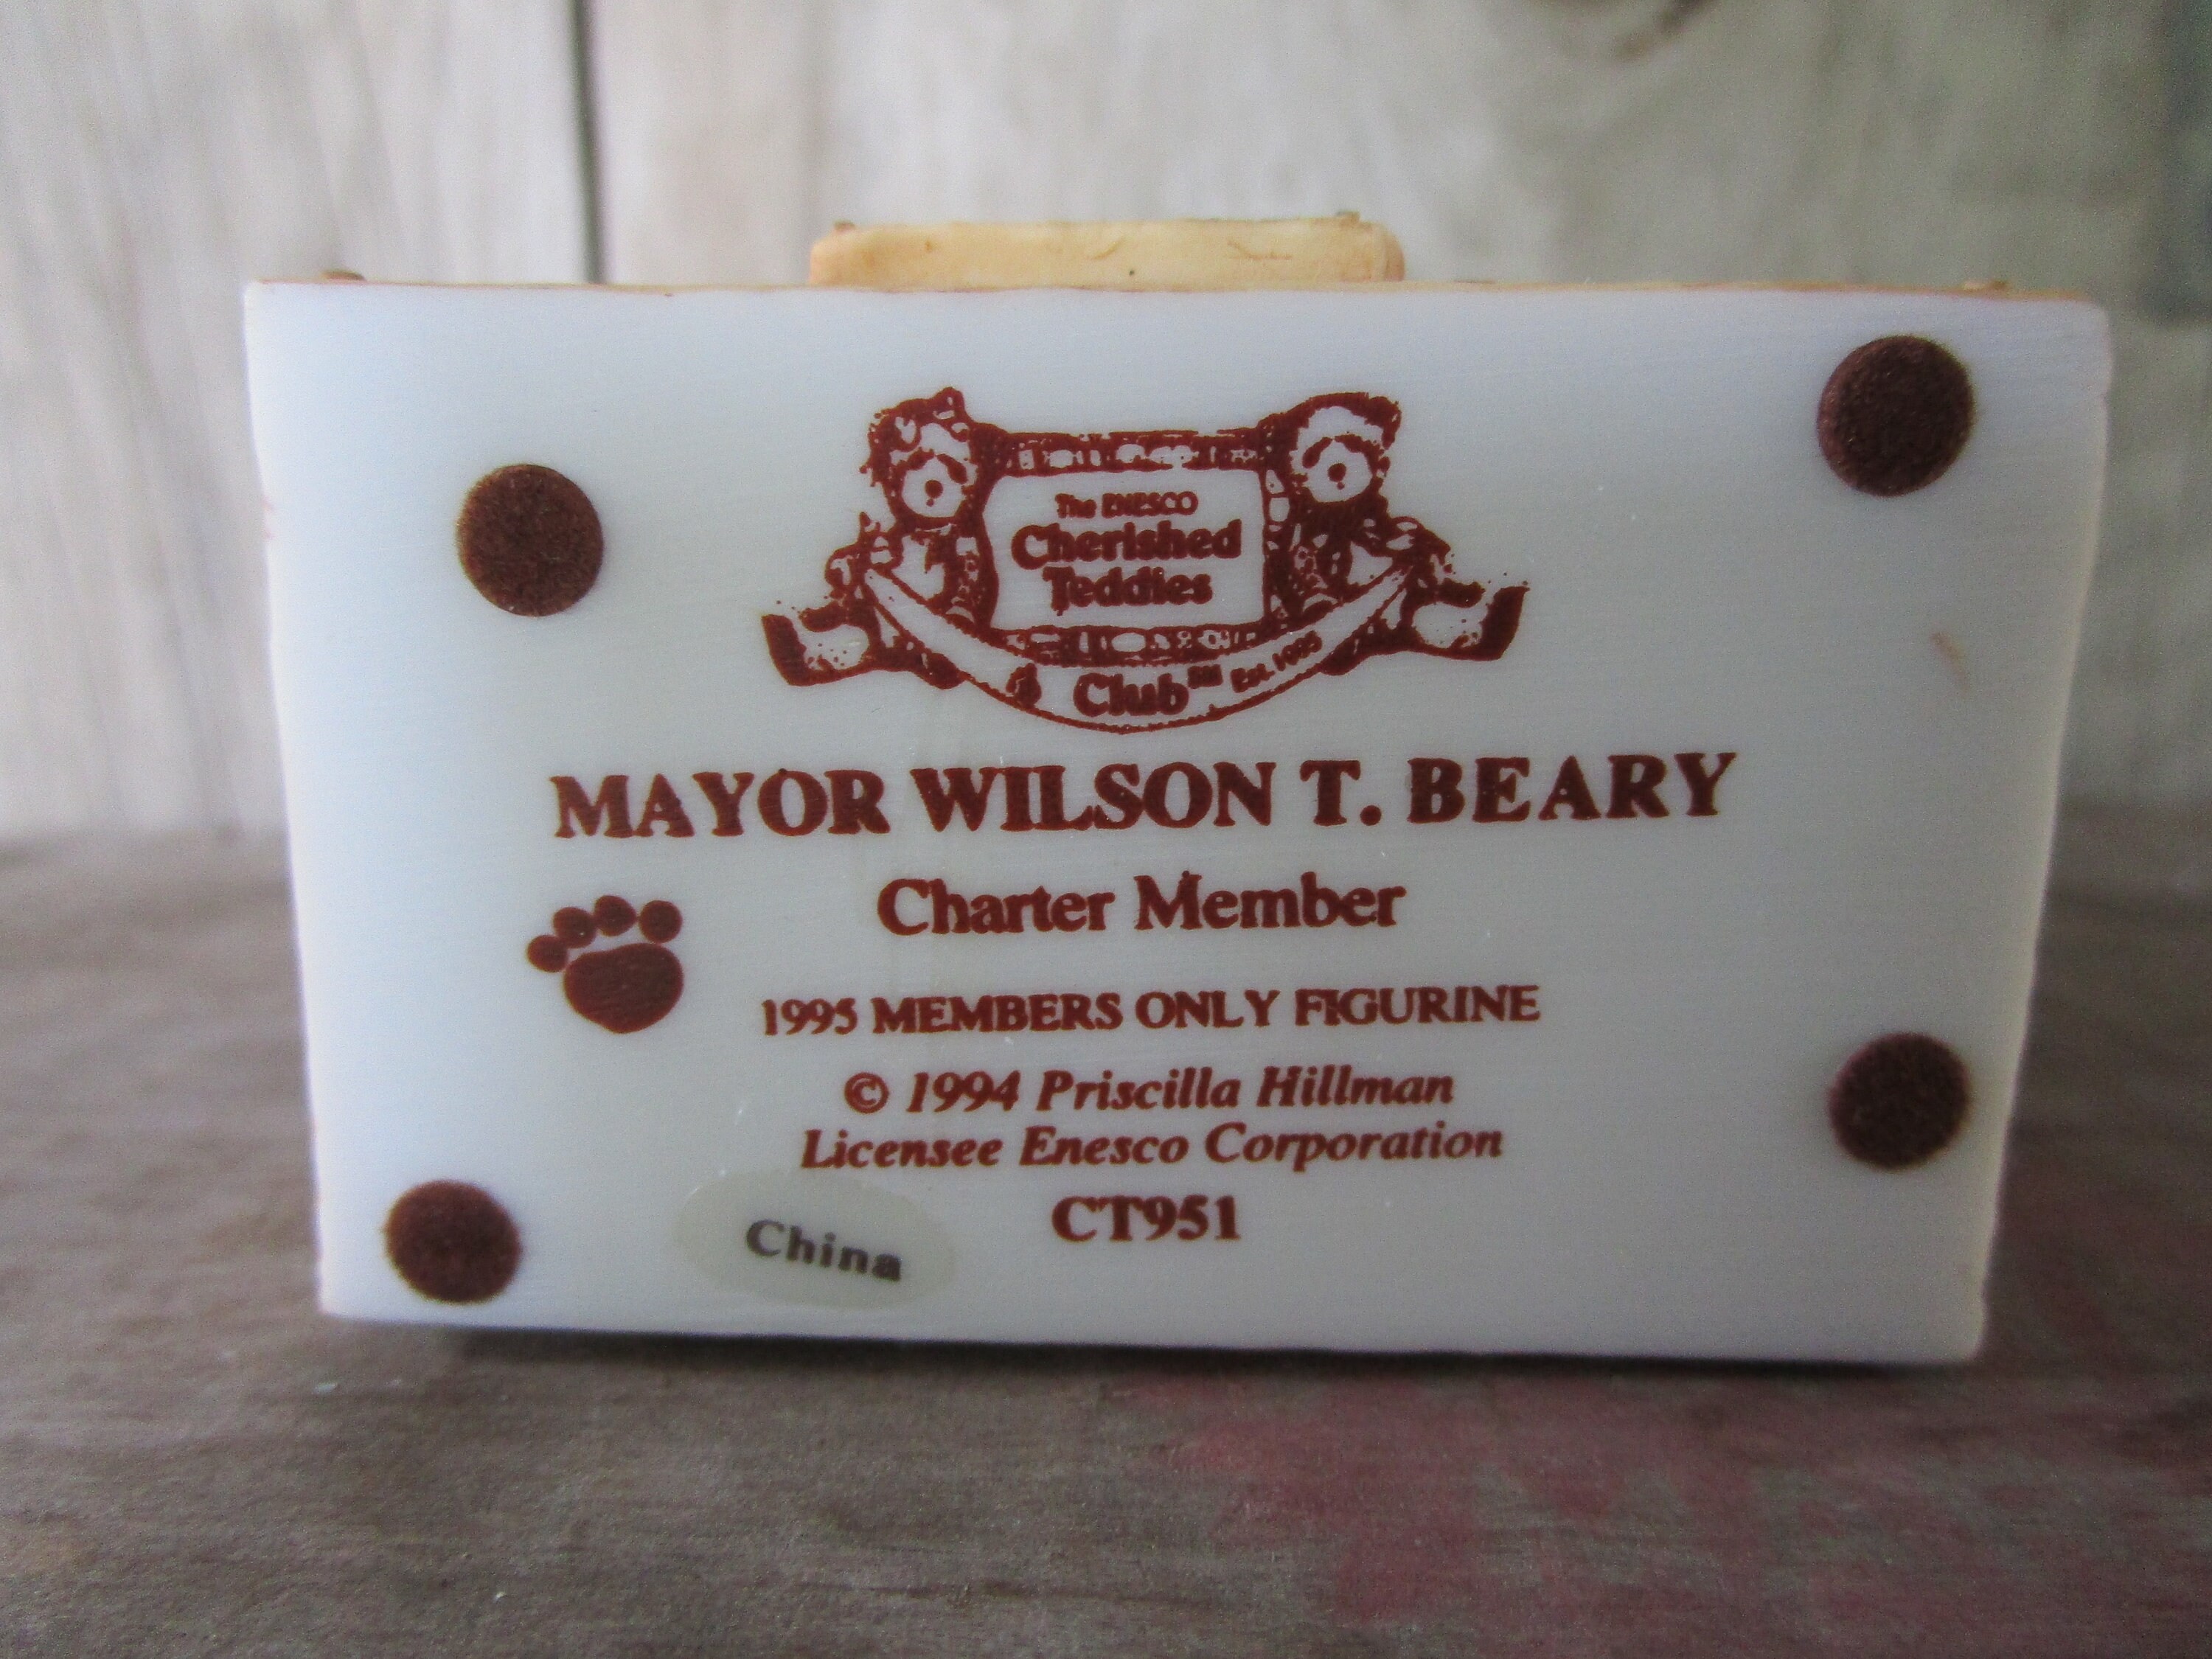 The ENESCO
Cherished
Teddies
Club℠ Est. 1995
MAYOR WILSON T. BEARY
Charter Member
1995 MEMBERS ONLY FIGURINE
© 1994 Priscilla Hillman
Licensee Enesco Corporation
CT951
China